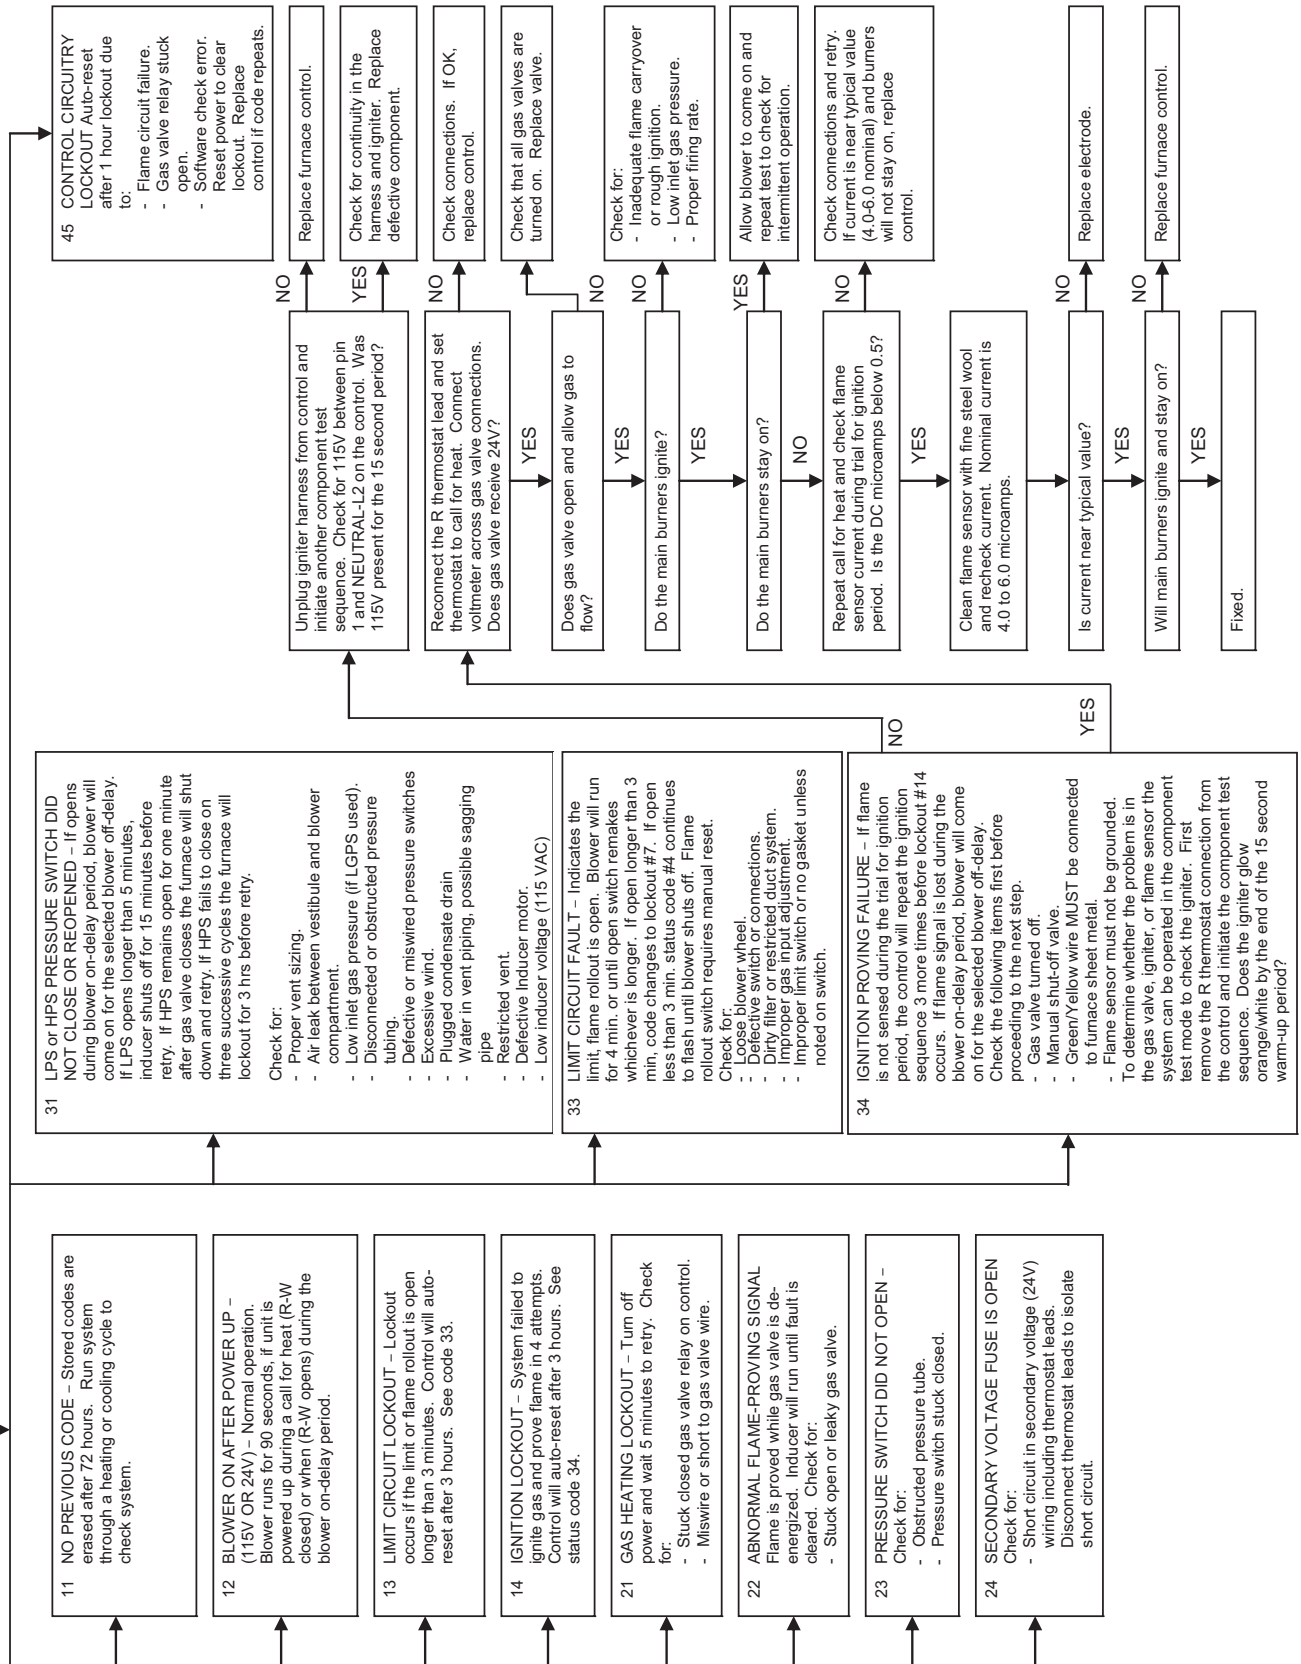 11 NO PREVIOUS CODE – Stored codes are
erased after 72 hours. Run system
through a heating or cooling cycle to
check system.
12 BLOWER ON AFTER POWER UP –
(115V OR 24V) – Normal operation.
Blower runs for 90 seconds, if unit is
powered up during a call for heat (R-W
closed) or when (R-W opens) during the
blower on-delay period.
13 LIMIT CIRCUIT LOCKOUT – Lockout
occurs if the limit or flame rollout is open
longer than 3 minutes. Control will auto-
reset after 3 hours. See code 33.
14 IGNITION LOCKOUT – System failed to
ignite gas and prove flame in 4 attempts.
Control will auto-reset after 3 hours. See
status code 34.
21 GAS HEATING LOCKOUT – Turn off
power and wait 5 minutes to retry. Check
for:
- Stuck closed gas valve relay on control.
- Miswire or short to gas valve wire.
22 ABNORMAL FLAME-PROVING SIGNAL
Flame is proved while gas valve is de-
energized. Inducer will run until fault is
cleared. Check for:
- Stuck open or leaky gas valve.
23 PRESSURE SWITCH DID NOT OPEN –
Check for:
- Obstructed pressure tube.
- Pressure switch stuck closed.
24 SECONDARY VOLTAGE FUSE IS OPEN
Check for:
- Short circuit in secondary voltage (24V)
wiring including thermostat leads.
Disconnect thermostat leads to isolate
short circuit.
31 LPS or HPS PRESSURE SWITCH DID
NOT CLOSE OR REOPENED – If opens
during blower on-delay period, blower will
come on for the selected blower off-delay.
If LPS opens longer than 5 minutes,
inducer shuts off for 15 minutes before
retry. If HPS remains open for one minute
after gas valve closes the furnace will shut
down and retry. If HPS fails to close on
three successive cycles the furnace will
lockout for 3 hrs before retry.
Check for:
- Proper vent sizing.
- Air leak between vestibule and blower
compartment.
- Low inlet gas pressure (if LGPS used).
- Disconnected or obstructed pressure
tubing.
- Defective or miswired pressure switches
- Excessive wind.
- Plugged condensate drain
- Water in vent piping, possible sagging
pipe
- Restricted vent.
- Defective Inducer motor.
- Low inducer voltage (115 VAC)
33 LIMIT CIRCUIT FAULT – Indicates the
limit, flame rollout is open. Blower will run
for 4 min. or until open switch remakes
whichever is longer. If open longer than 3
min, code changes to lockout #7. If open
less than 3 min. status code #4 continues
to flash until blower shuts off. Flame
rollout switch requires manual reset.
Check for:
- Loose blower wheel.
- Defective switch or connections.
- Dirty filter or restricted duct system.
- Improper gas input adjustment.
- Improper limit switch or no gasket unless
noted on switch.
34 IGNITION PROVING FAILURE – If flame
is not sensed during the trial for ignition
period, the control will repeat the ignition
sequence 3 more times before lockout #14
occurs. If flame signal is lost during the
blower on-delay period, blower will come
on for the selected blower off-delay.
Check the following items first before
proceeding to the next step.
- Gas valve turned off.
- Manual shut-off valve.
- Green/Yellow wire MUST be connected
to furnace sheet metal.
- Flame sensor must not be grounded.
To determine whether the problem is in
the gas valve, igniter, or flame sensor the
system can be operated in the component
test mode to check the igniter. First
remove the R thermostat connection from
the control and initiate the component test
sequence. Does the igniter glow
orange/white by the end of the 15 second
warm-up period?
NO
YES
Unplug igniter harness from control and
initiate another component test
sequence. Check for 115V between pin
1 and NEUTRAL-L2 on the control. Was
115V present for the 15 second period?
NO
YES
Reconnect the R thermostat lead and set
thermostat to call for heat. Connect
voltmeter across gas valve connections.
Does gas valve receive 24V?
NO
YES
Does gas valve open and allow gas to
flow?
NO
YES
Do the main burners ignite?
NO
YES
Do the main burners stay on?
YES
NO
Repeat call for heat and check flame
sensor current during trial for ignition
period. Is the DC microamps below 0.5?
NO
YES
Clean flame sensor with fine steel wool
and recheck current. Nominal current is
4.0 to 6.0 microamps.
Is current near typical value?
NO
YES
Will main burners ignite and stay on?
NO
YES
Fixed.
45 CONTROL CIRCUITRY
LOCKOUT Auto-reset
after 1 hour lockout due
to:
- Flame circuit failure.
- Gas valve relay stuck
open.
- Software check error.
Reset power to clear
lockout. Replace
control if code repeats.
Replace furnace control.
Check for continuity in the
harness and igniter. Replace
defective component.
Check connections. If OK,
replace control.
Check that all gas valves are
turned on. Replace valve.
Check for:
- Inadequate flame carryover
or rough ignition.
- Low inlet gas pressure.
- Proper firing rate.
Allow blower to come on and
repeat test to check for
intermittent operation.
Check connections and retry.
If current is near typical value
(4.0-6.0 nominal) and burners
will not stay on, replace
control.
Replace electrode.
Replace furnace control.